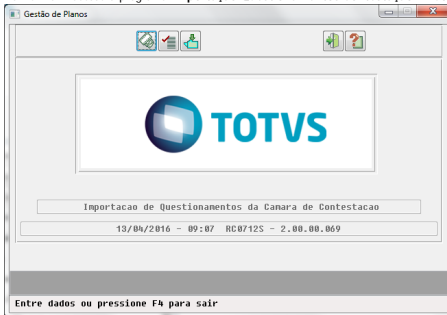 Gestão de Planos
TOTVS
Importacao de Questionamentos da Camara de Contestacao
13/04/2016 - 09:07 RC0712S - 2.00.00.069
Entre dados ou pressione F4 para sair